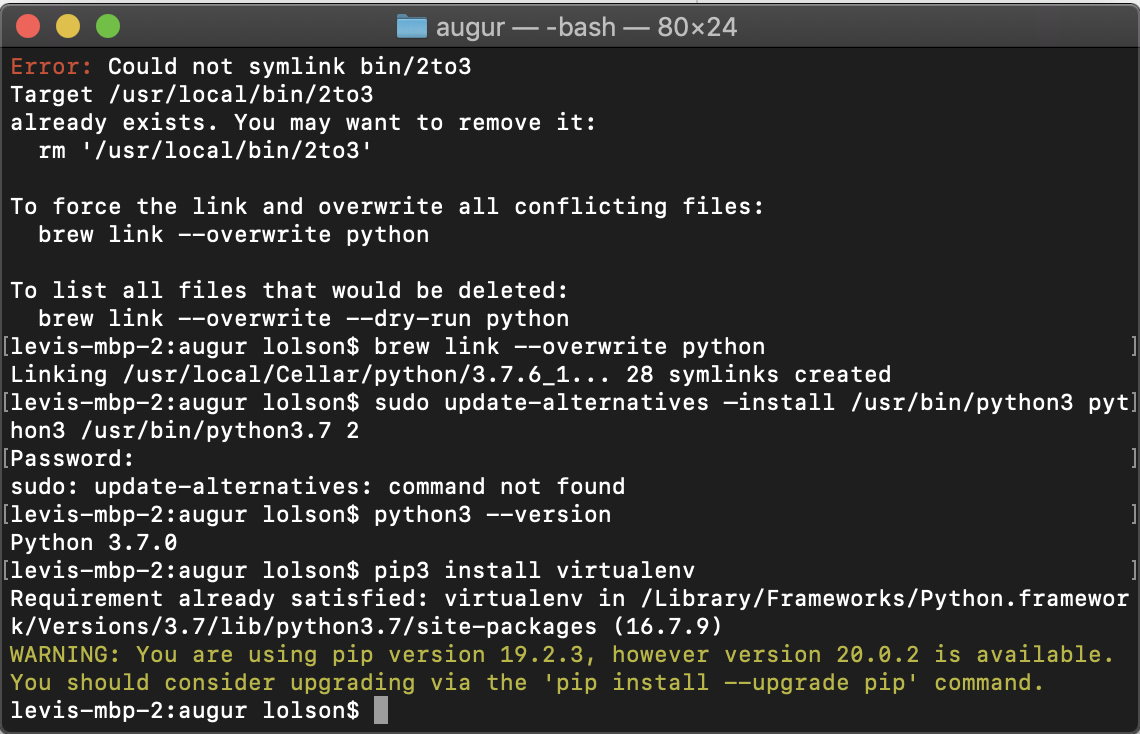 augur — -bash — 80×24
Error: Could not symlink bin/2to3
Target /usr/local/bin/2to3
already exists. You may want to remove it:
  rm '/usr/local/bin/2to3'

To force the link and overwrite all conflicting files:
  brew link --overwrite python

To list all files that would be deleted:
  brew link --overwrite --dry-run python
[levis-mbp-2:augur lolson$ brew link --overwrite python ]
Linking /usr/local/Cellar/python/3.7.6_1... 28 symlinks created
[levis-mbp-2:augur lolson$ sudo update-alternatives —install /usr/bin/python3 pyt]
hon3 /usr/bin/python3.7 2
[Password: ]
sudo: update-alternatives: command not found
[levis-mbp-2:augur lolson$ python3 --version ]
Python 3.7.0
[levis-mbp-2:augur lolson$ pip3 install virtualenv ]
Requirement already satisfied: virtualenv in /Library/Frameworks/Python.framewor
k/Versions/3.7/lib/python3.7/site-packages (16.7.9)
WARNING: You are using pip version 19.2.3, however version 20.0.2 is available.
You should consider upgrading via the 'pip install --upgrade pip' command.
levis-mbp-2:augur lolson$